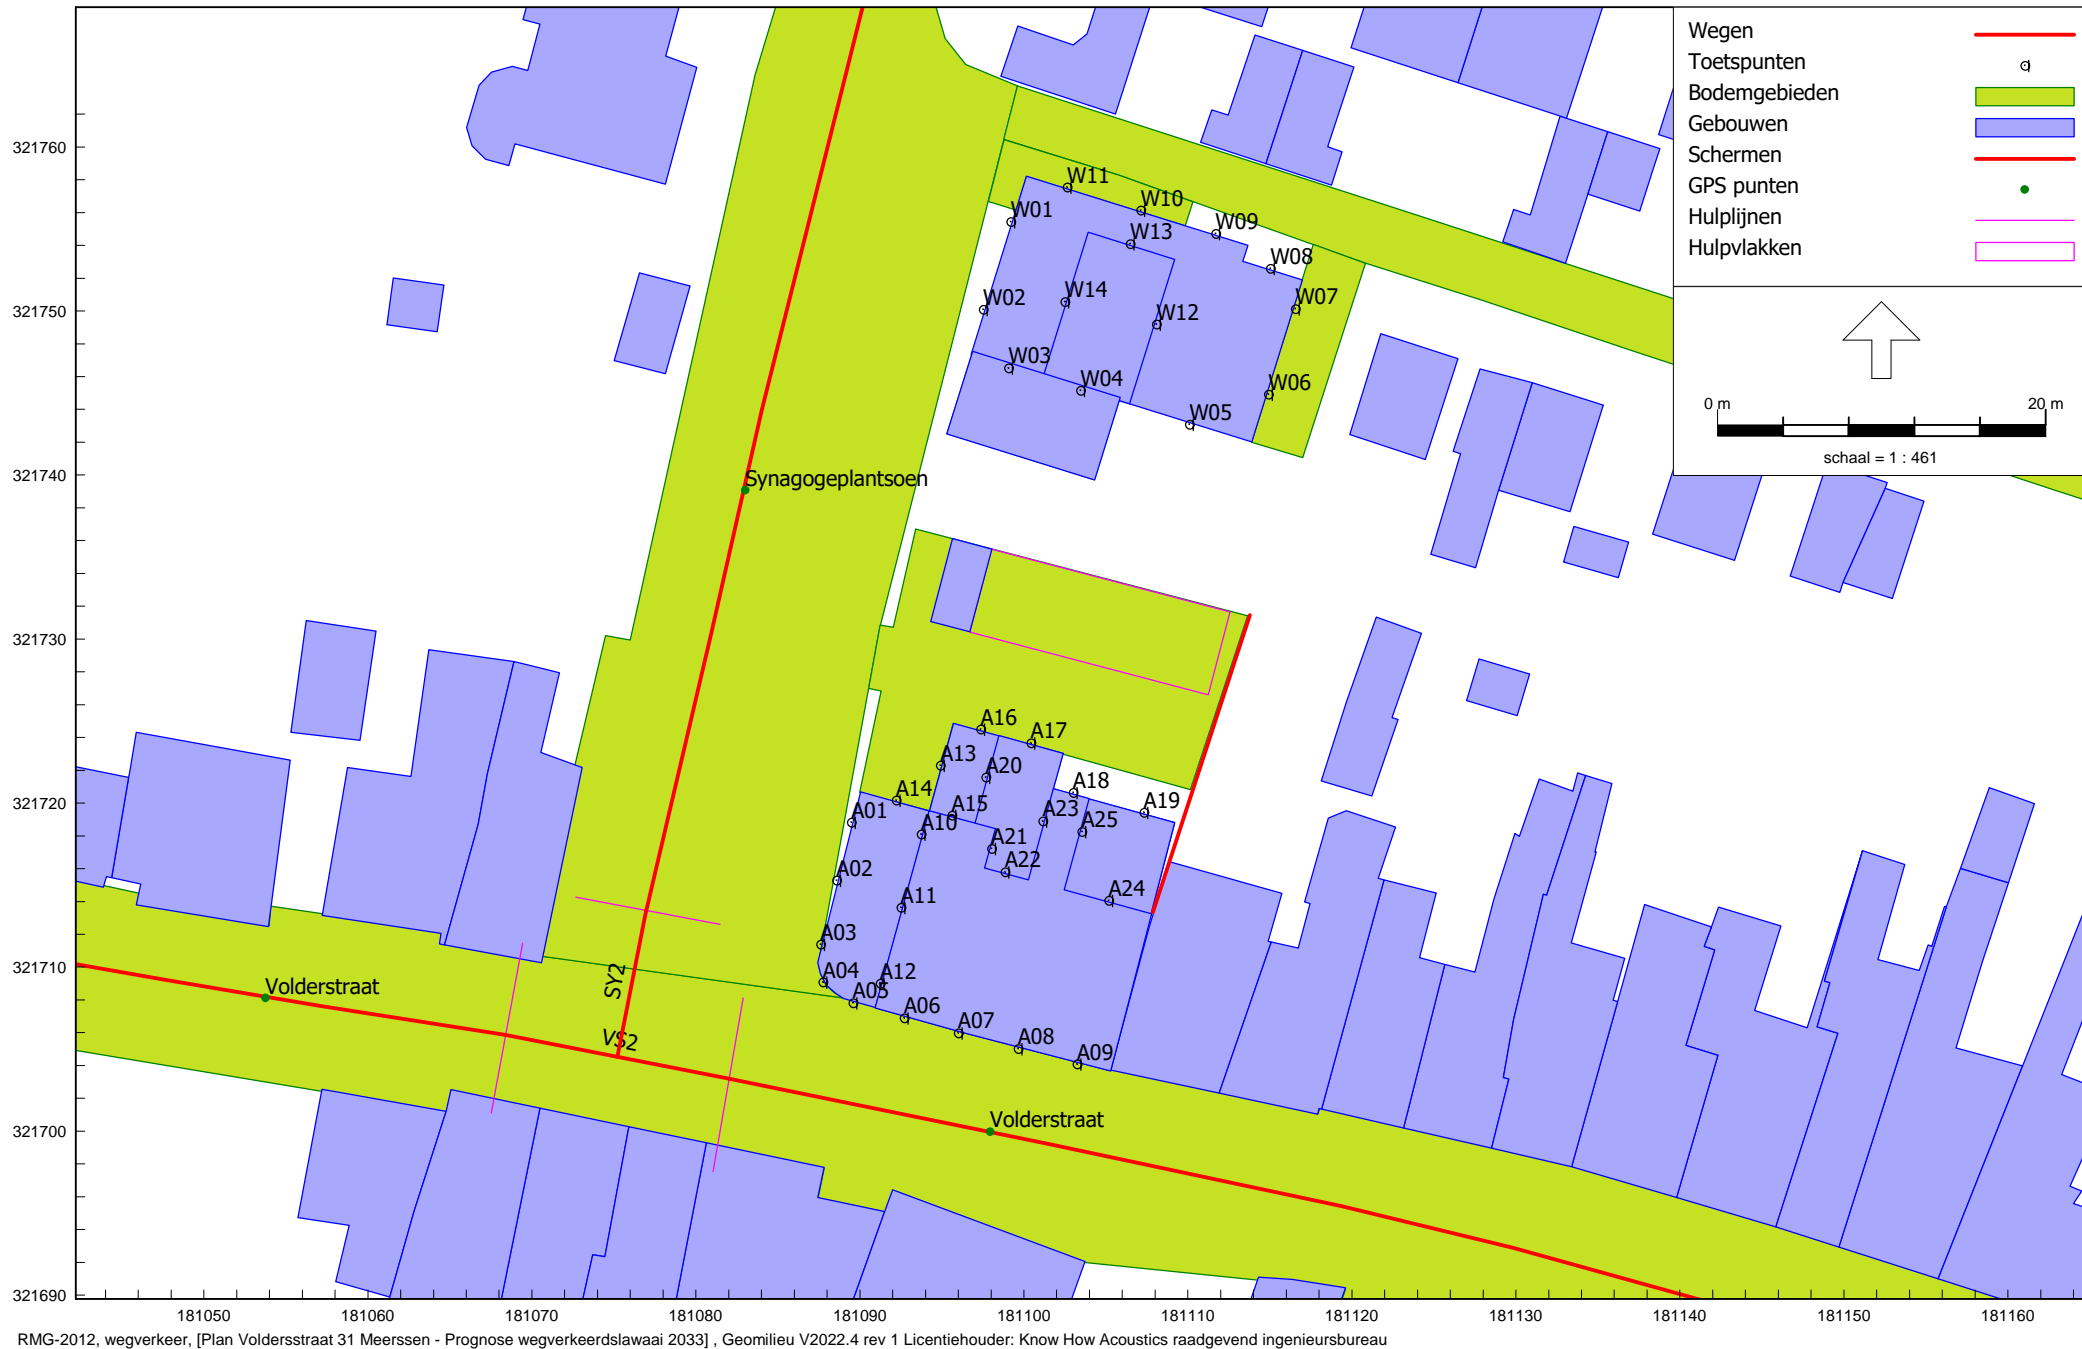 Wegen
Toetspunten
Bodemgebieden
Gebouwen
Schermen
GPS punten
Hulplijnen
Hulpvlakken
0 m 20 m
schaal = 1 : 461
321760
321750
321740
321730
321720
321710
321700
321690
W11
W10
W01
W09
W13
W08
W02
W14
W07
W12
W03
W04
W06
W05
Synagogeplantsoen
A16
A17
A13
A20
A14
A18
A01
A15
A23
A19
A10
A25
A21
A02
A22
A11
A24
A03
A04
A12
A05
A06
A07
A08
A09
SY2
VS2
Volderstraat
Volderstraat
181050 181060 181070 181080 181090 181100 181110 181120 181130 181140 181150 181160
RMG-2012, wegverkeer, [Plan Voldersstraat 31 Meerssen - Prognose wegverkeerdslawaai 2033] , Geomilieu V2022.4 rev 1 Licentiehouder: Know How Acoustics raadgevend ingenieursbureau